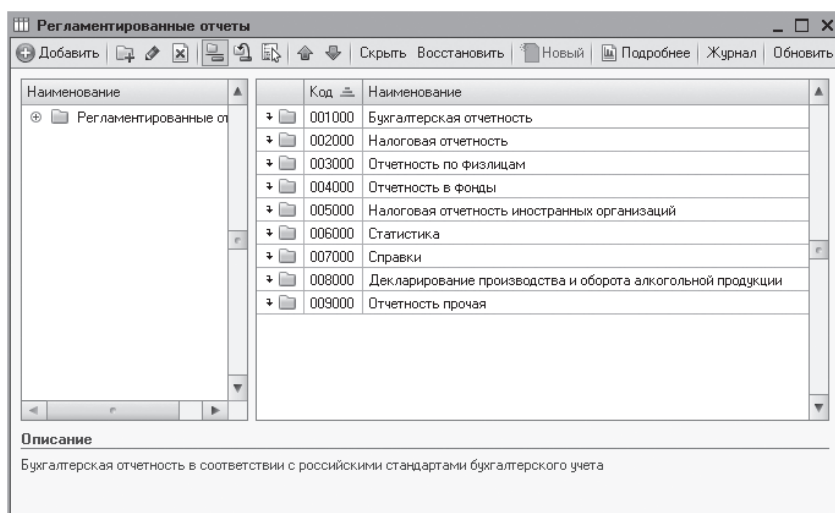 Регламентированные отчеты
Добавить Скрыть Восстановить Новый Подробнее Журнал Обновить
Наименование
Регламентированные от
Код Наименование
001000 Бухгалтерская отчетность
002000 Налоговая отчетность
003000 Отчетность по физлицам
004000 Отчетность в фонды
005000 Налоговая отчетность иностранных организаций
006000 Статистика
007000 Справки
008000 Декларирование производства и оборота алкогольной продукции
009000 Отчетность прочая
Описание
Бухгалтерская отчетность в соответствии с российскими стандартами бухгалтерского учета